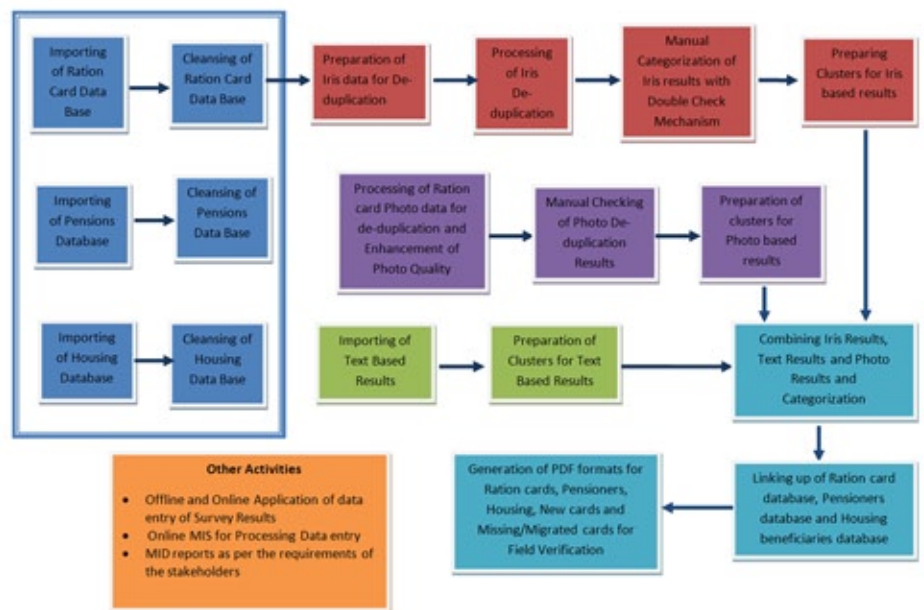 Importing
of Ration
Card Data
Base
Cleansing of
Ration Card
Data Base
Preparation of
Iris data for De-
duplication
Processing
of Iris
De-
duplication
Manual
Categorization of
Iris results with
Double Check
Mechanism
Preparing
Clusters for Iris
based results
Importing
of Pensions
Database
Cleansing of
Pensions
Data Base
Processing of Ration
card Photo data for
de-duplication and
Enhancement of
Photo Quality
Manual Checking
of Photo De-
duplication
Results
Preparation of
clusters for
Photo based
results
Importing
of Housing
Database
Cleansing of
Housing
Data Base
Importing of
Text Based
Results
Preparation of
Clusters for Text
Based Results
Combining Iris Results,
Text Results and Photo
Results and
Categorization
Other Activities
• Offline and Online Application of data
entry of Survey Results
• Online MIS for Processing Data entry
• MID reports as per the requirements of
the stakeholders
Generation of PDF formats for
Ration cards, Pensioners,
Housing, New cards and
Missing/Migrated cards for
Field Verification
Linking up of Ration card
database, Pensioners
database and Housing
beneficiaries database